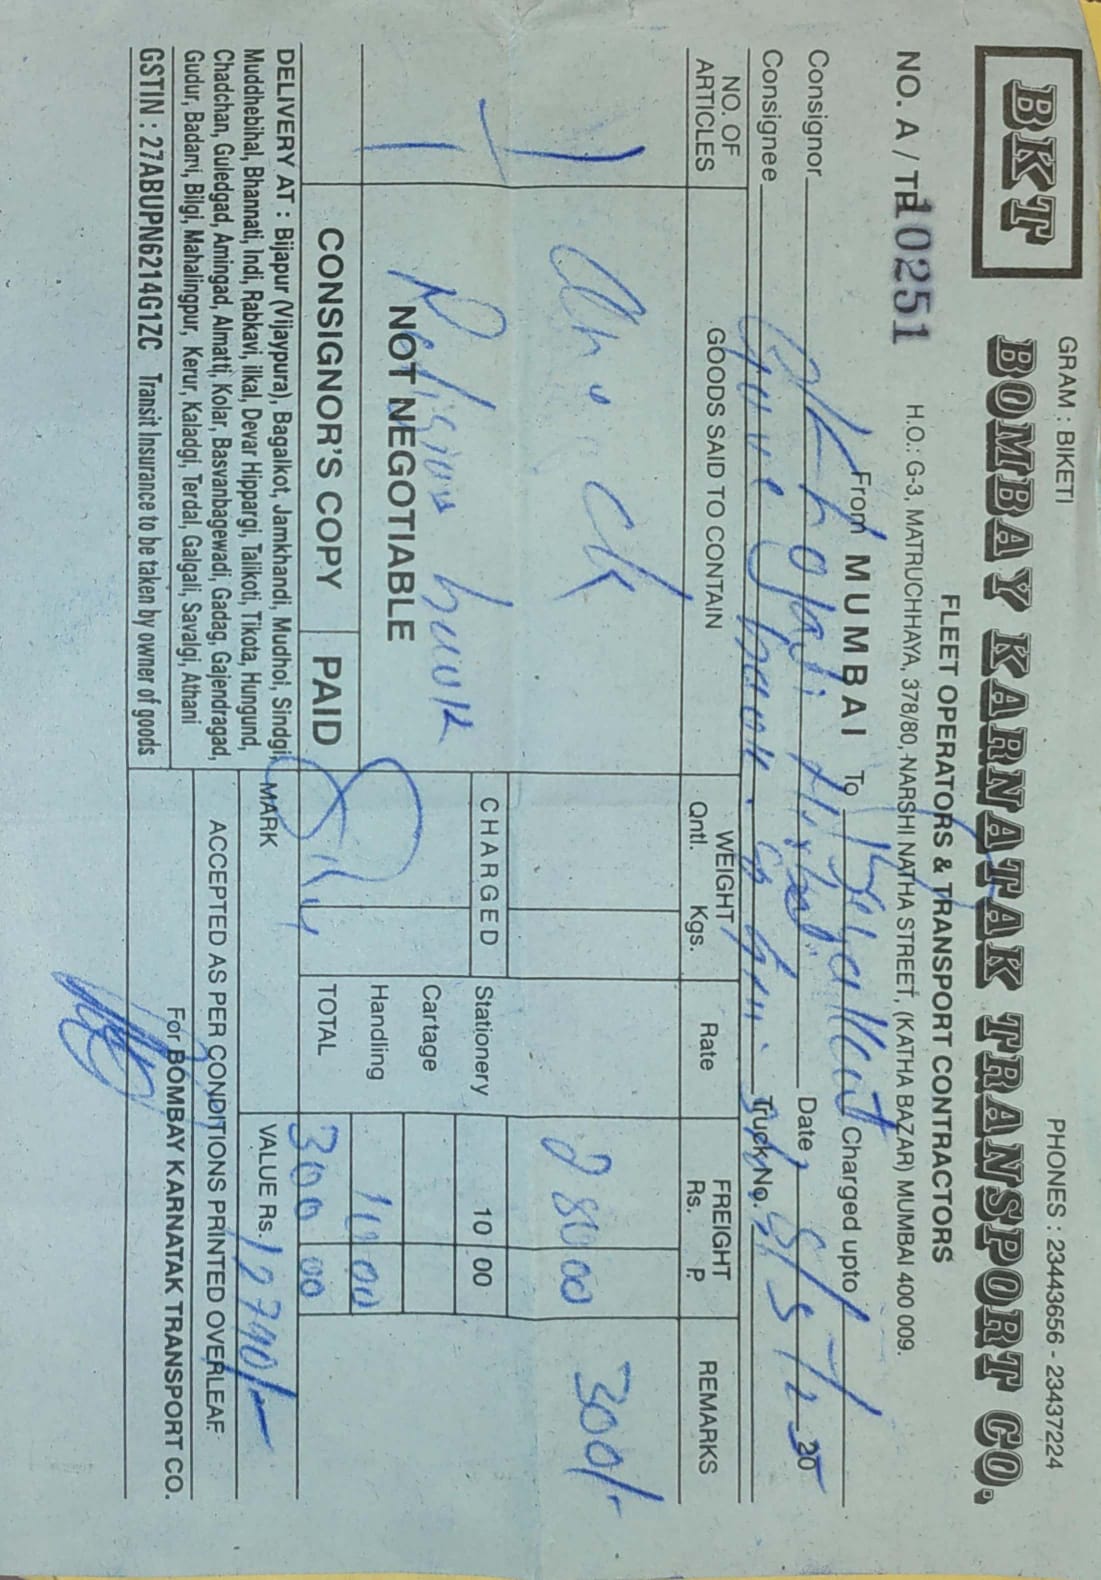 GRAM : BIKETI
PHONES : 23443656 - 23437224
BKT
BOMBAY KARNATAK TRANSPORT CO.
FLEET OPERATORS & TRANSPORT CONTRACTORS
H.O.: G-3, MATRUCHHAYA, 378/80, NARSHI NATHA STREET, (KATHA BAZAR) MUMBAI 400 009.
NO. A / TP 10251
From MUMBAI To Charged upto
Consignor Date 20
Consignee Truck No.
NO. OF ARTICLES GOODS SAID TO CONTAIN WEIGHT Qntl. Kgs. Rate FREIGHT Rs. P. REMARKS
1 280 00 300/-
CHARGED Stationery 10 00
Cartage
1 Religious book Handling 10 00
NOT NEGOTIABLE
CONSIGNOR'S COPY PAID TOTAL 300 00
DELIVERY AT : Bijapur (Vijaypura), Bagalkot, Jamkhandi, Mudhol, Sindgi,
Muddhebihal, Bhannati, Indi, Rabkavi, ilkal, Devar Hippargi, Talikoti, Tikota, Hungund,
Chadchan, Guledgad, Amingad, Almatti, Kolar, Basvanbagewadi, Gadag, Gajendragad,
Gudur, Badami, Bilgi, Mahalingpur, Kerur, Kaladgi, Terdal, Galgali, Savalgi, Athani
MARK VALUE Rs.
ACCEPTED AS PER CONDITIONS PRINTED OVERLEAF.
GSTIN : 27ABUPN6214G1ZC Transit Insurance to be taken by owner of goods
For BOMBAY KARNATAK TRANSPORT CO.